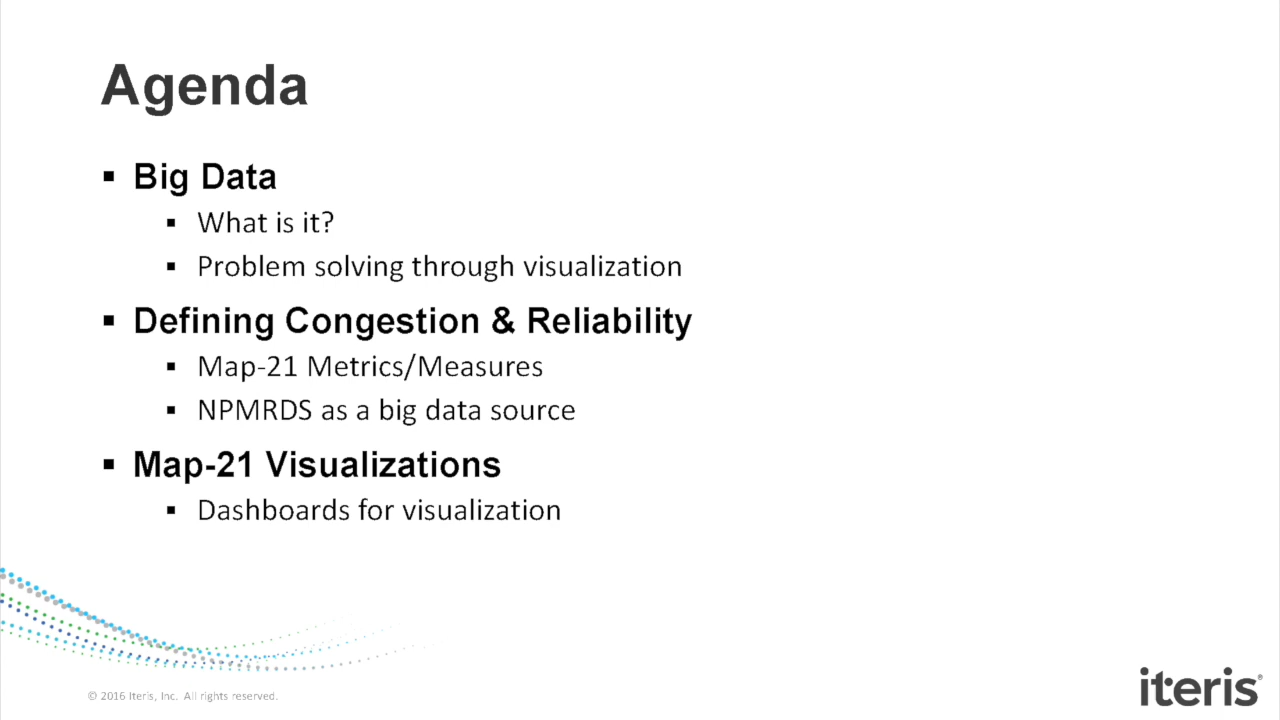 Agenda
▪ Big Data
▪ What is it?
▪ Problem solving through visualization
▪ Defining Congestion & Reliability
▪ Map-21 Metrics/Measures
▪ NPMRDS as a big data source
▪ Map-21 Visualizations
▪ Dashboards for visualization
© 2016 Iteris, Inc. All rights reserved.
iteris®